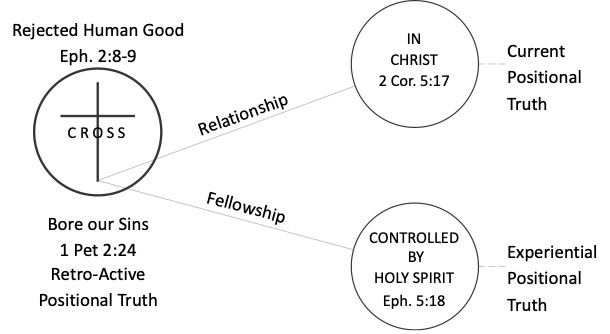 Rejected Human Good
Eph. 2:8-9
CROSS
Bore our Sins
1 Pet 2:24
Retro-Active
Positional Truth
Relationship
Fellowship
IN
CHRIST
2 Cor. 5:17
Current
Positional
Truth
CONTROLLED
BY
HOLY SPIRIT
Eph. 5:18
Experiential
Positional
Truth